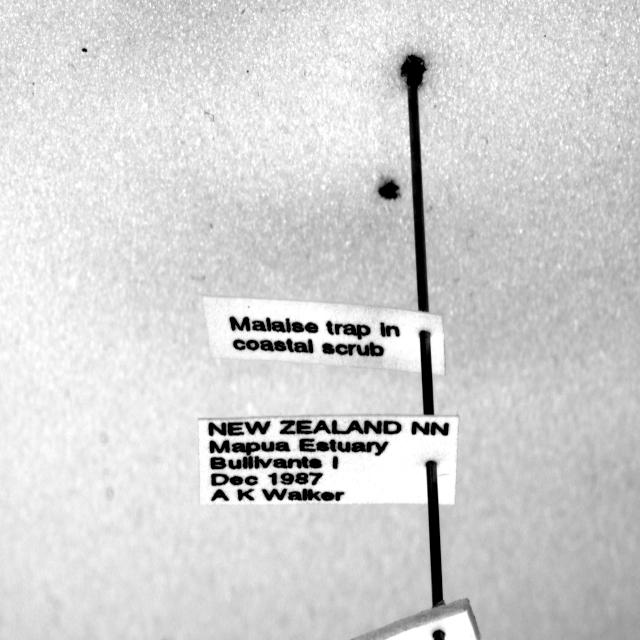 Malaise trap in
coastal scrub
NEW ZEALAND NN
Mapua Estuary
Bullivants I
Dec 1987
A K Walker